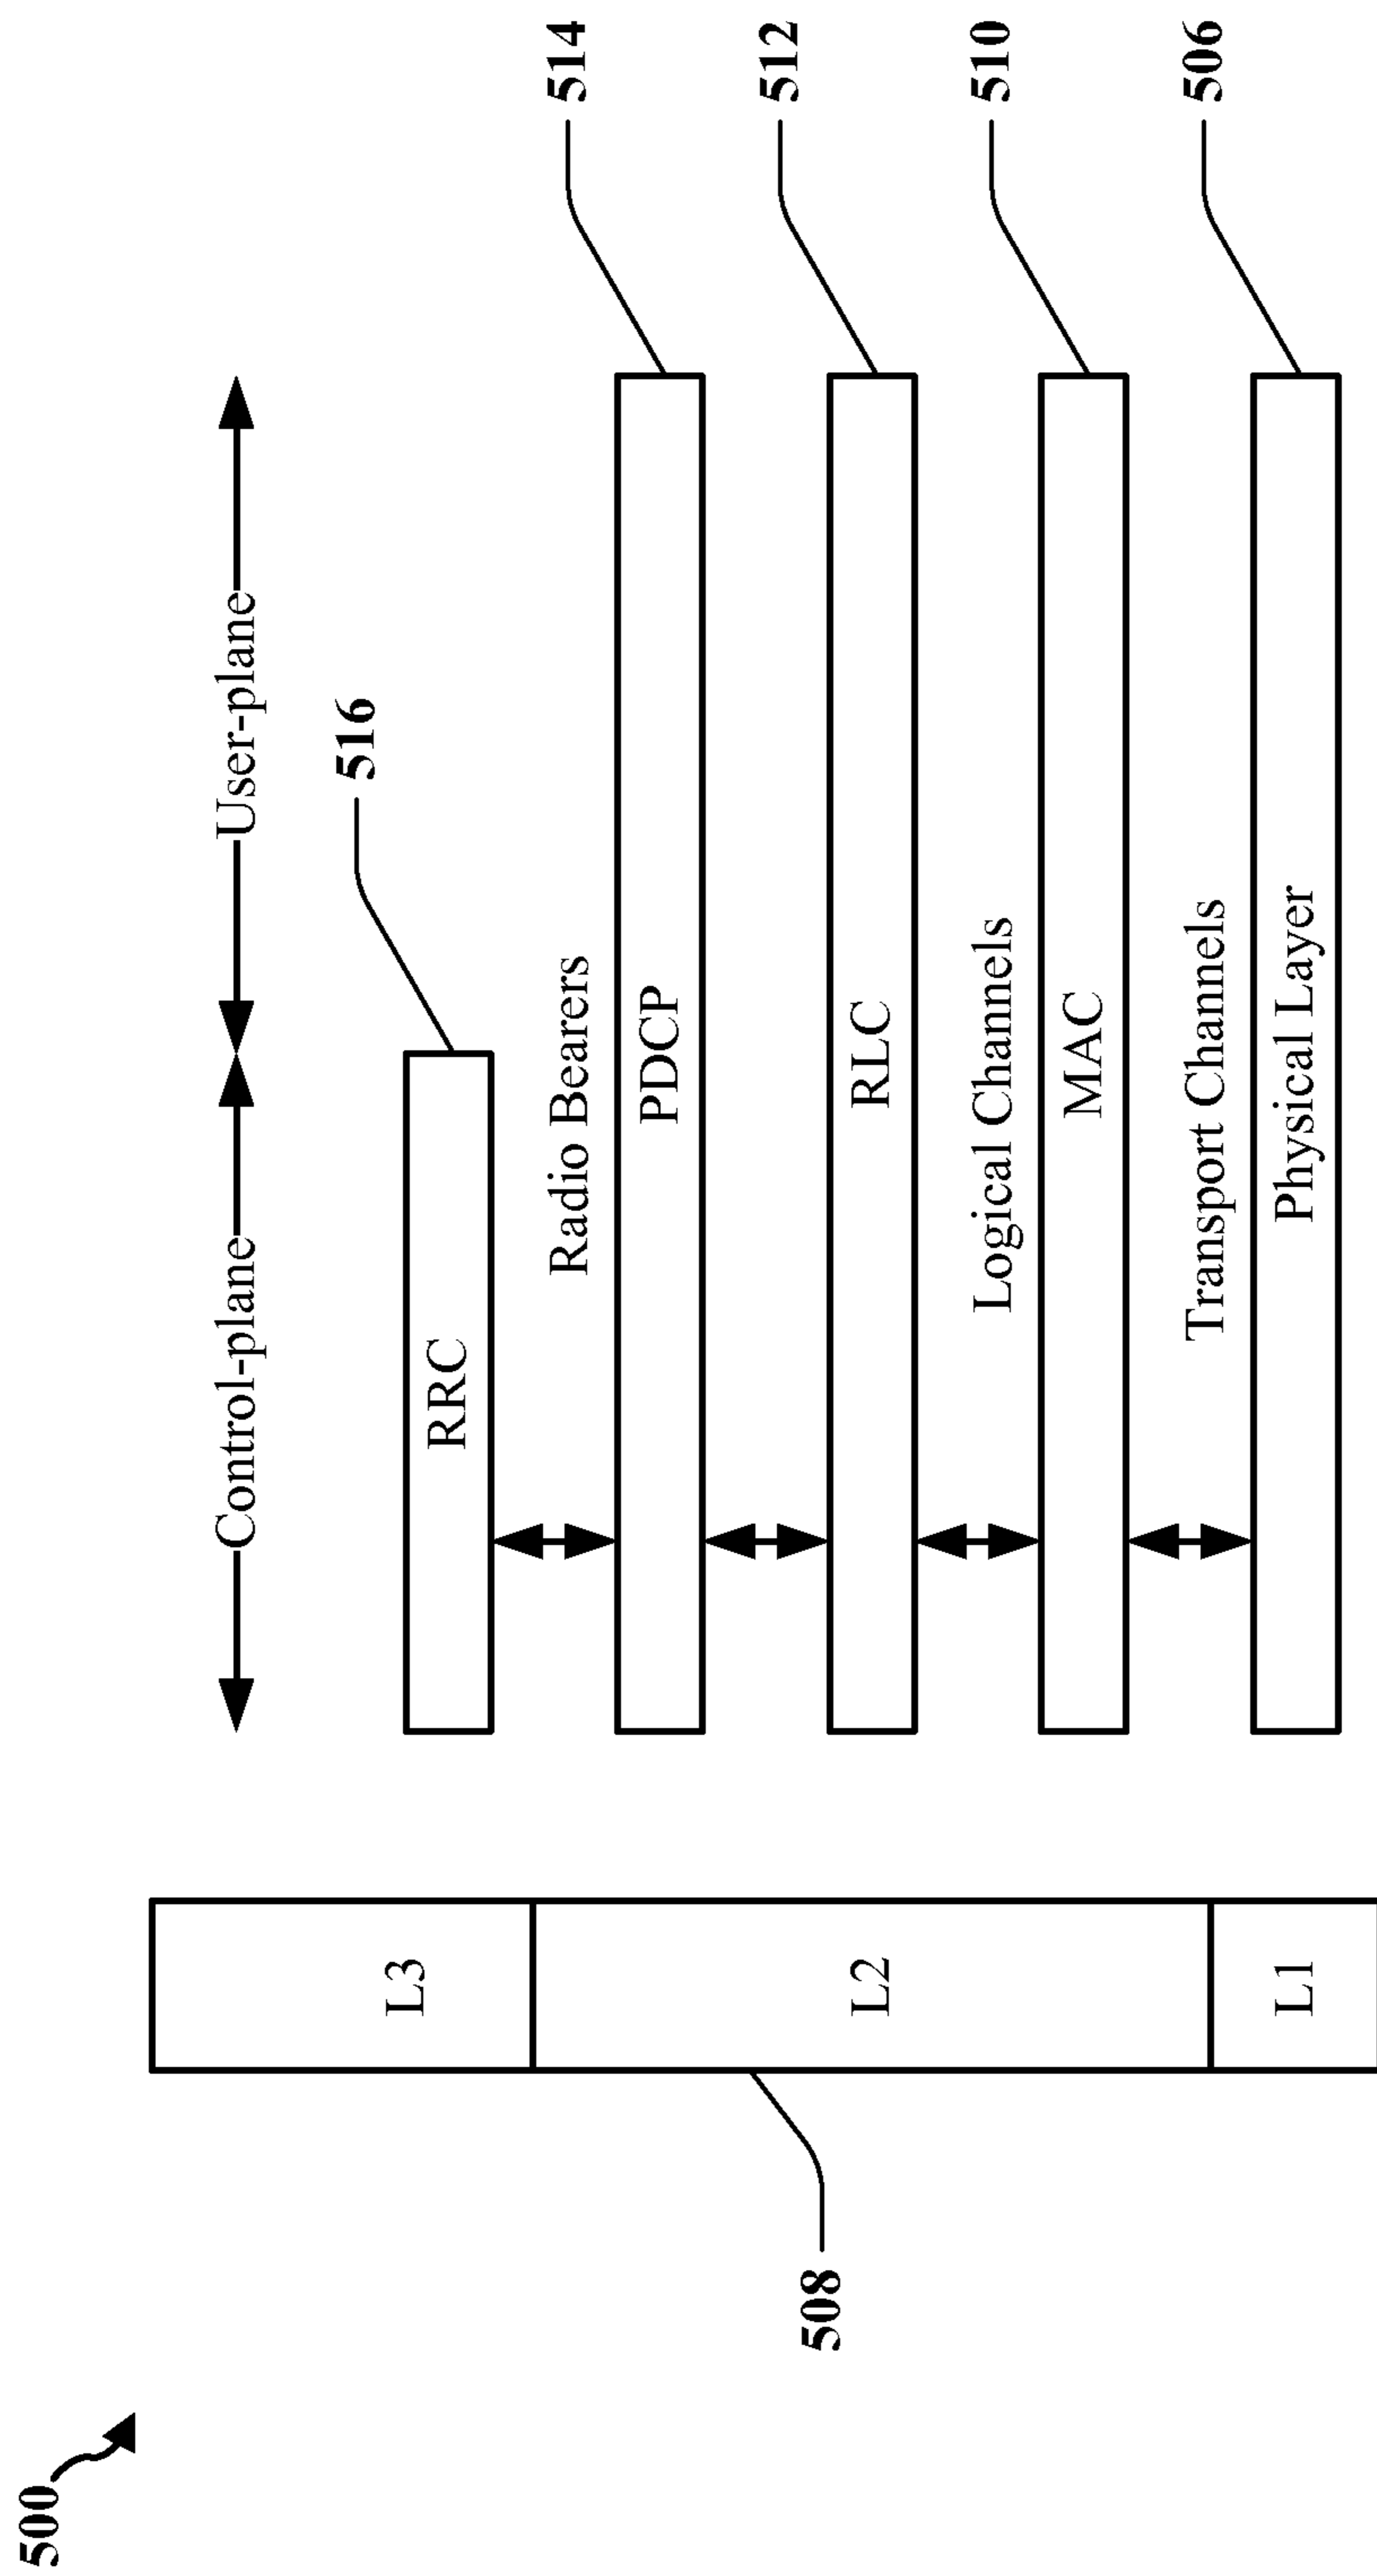 500
Control-plane
User-plane
516
L3
RRC
514
Radio Bearers
PDCP
508
512
L2
RLC
510
Logical Channels
MAC
506
Transport Channels
L1
Physical Layer